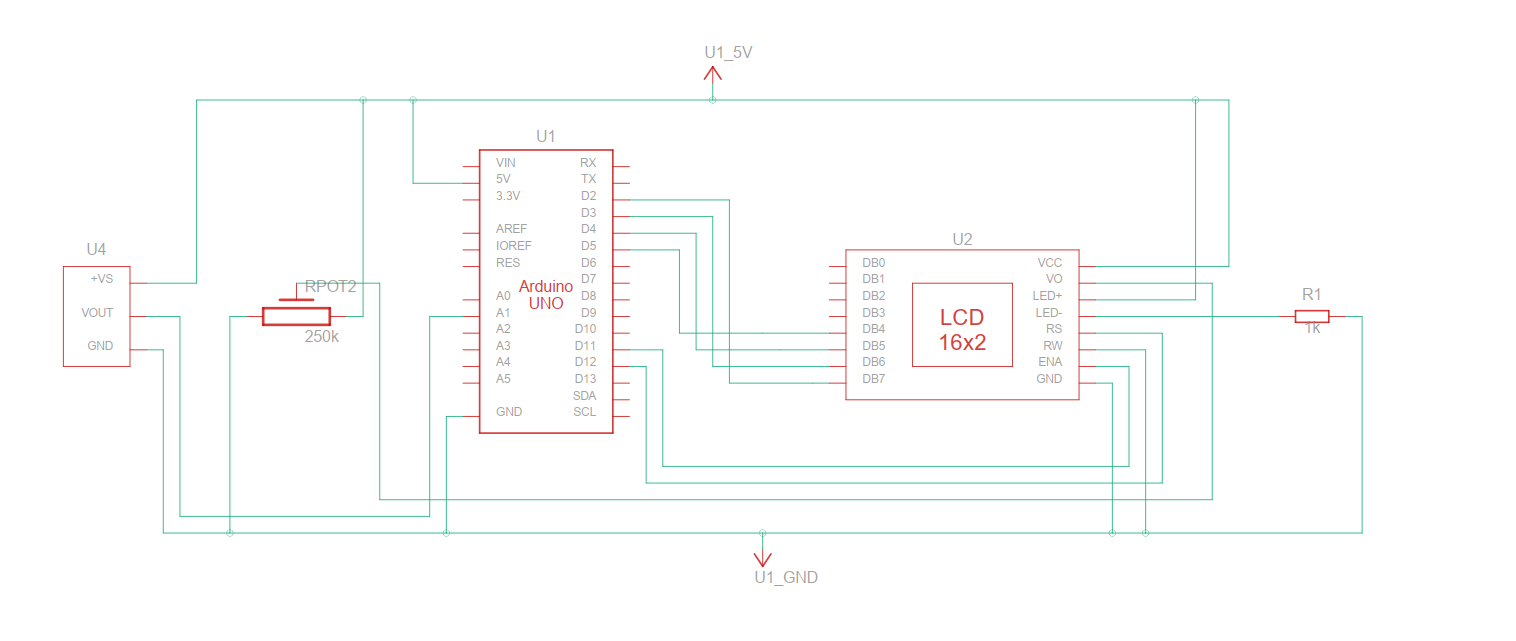 U1_5V
U1
VIN
5V
3.3V
AREF
IOREF
RES
A0
A1
A2
A3
A4
A5
GND
Arduino
UNO
RX
TX
D2
D3
D4
D5
D6
D7
D8
D9
D10
D11
D12
D13
SDA
SCL
U4
+VS
VOUT
GND
RPOT2
250k
U2
DB0
DB1
DB2
DB3
DB4
DB5
DB6
DB7
LCD
16x2
VCC
VO
LED+
LED-
RS
RW
ENA
GND
R1
1k
U1_GND